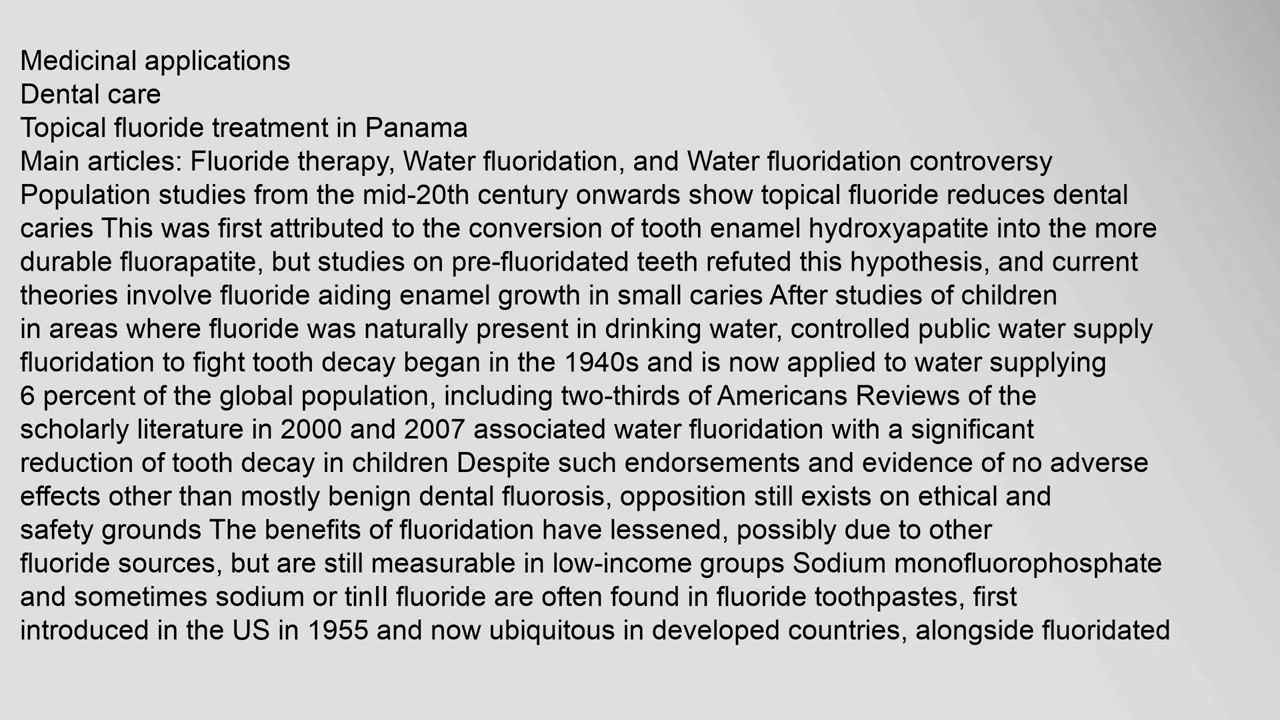 Medicinal applications
Dental care
Topical fluoride treatment in Panama
Main articles: Fluoride therapy, Water fluoridation, and Water fluoridation controversy
Population studies from the mid-20th century onwards show topical fluoride reduces dental
caries This was first attributed to the conversion of tooth enamel hydroxyapatite into the more
durable fluorapatite, but studies on pre-fluoridated teeth refuted this hypothesis, and current
theories involve fluoride aiding enamel growth in small caries After studies of children
in areas where fluoride was naturally present in drinking water, controlled public water supply
fluoridation to fight tooth decay began in the 1940s and is now applied to water supplying
6 percent of the global population, including two-thirds of Americans Reviews of the
scholarly literature in 2000 and 2007 associated water fluoridation with a significant
reduction of tooth decay in children Despite such endorsements and evidence of no adverse
effects other than mostly benign dental fluorosis, opposition still exists on ethical and
safety grounds The benefits of fluoridation have lessened, possibly due to other
fluoride sources, but are still measurable in low-income groups Sodium monofluorophosphate
and sometimes sodium or tinII fluoride are often found in fluoride toothpastes, first
introduced in the US in 1955 and now ubiquitous in developed countries, alongside fluoridated